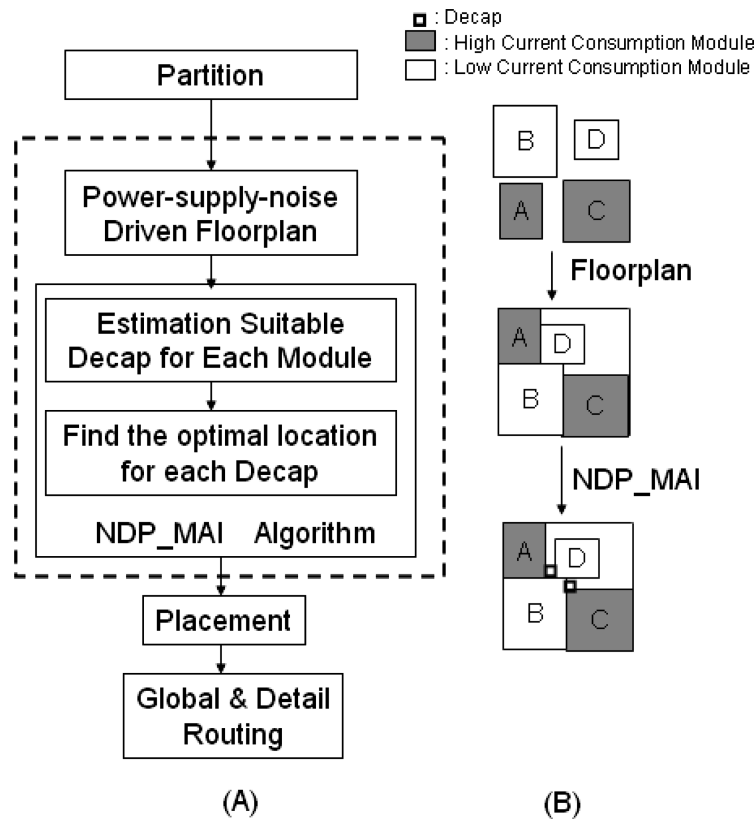 Partition
Power-supply-noise
Driven Floorplan
Estimation Suitable
Decap for Each Module
Find the optimal location
for each Decap
NDP_MAI Algorithm
Placement
Global & Detail
Routing
(A)
: Decap
: High Current Consumption Module
: Low Current Consumption Module
B
D
A
C
Floorplan
A
D
B
C
NDP_MAI
A
D
B
C
(B)